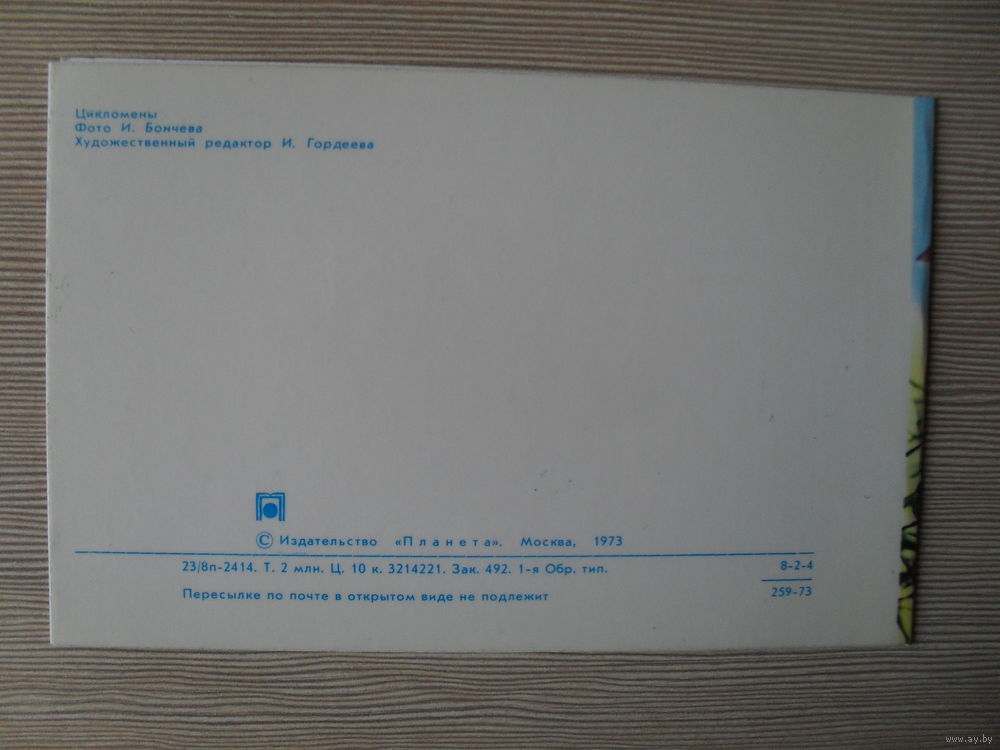 Цикломены
Фото И. Бончева
Художественный редактор И. Гордеева
© Издательство «Планета». Москва, 1973
23/8п-2414. Т. 2 млн. Ц. 10 к. 3214221. Зак. 492. 1-я Обр. тип.
8-2-4
Пересылке по почте в открытом виде не подлежит
259-73
www.ay.by